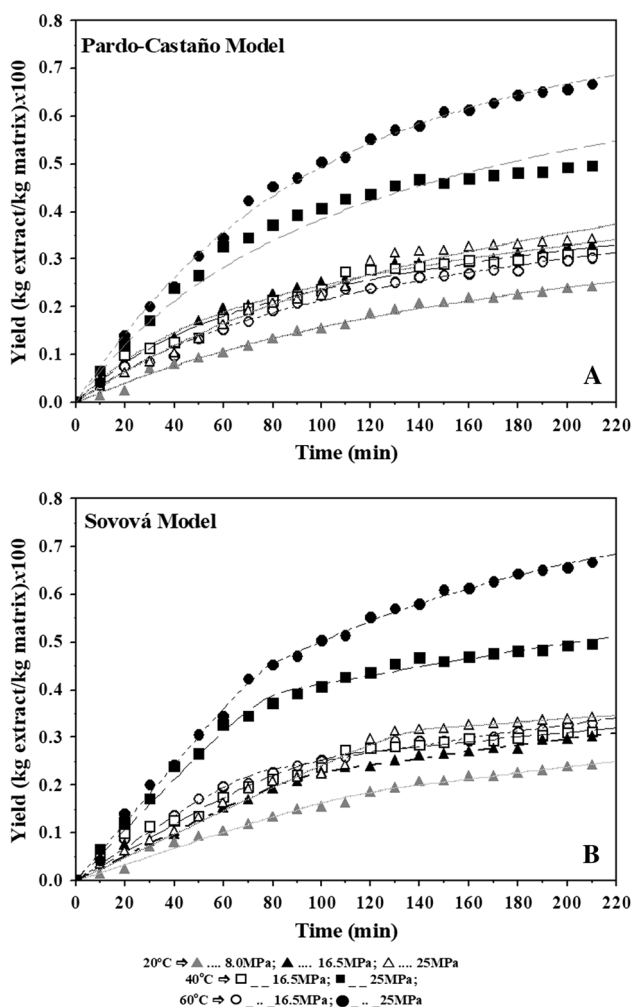 Pardo-Castaño Model
Yield (kg extract/kg matrix)x100
0.8
0.7
0.6
0.5
0.4
0.3
0.2
0.1
0.0
A
0 20 40 60 80 100 120 140 160 180 200 220
Time (min)
Sovová Model
Yield (kg extract/kg matrix)x100
0.8
0.7
0.6
0.5
0.4
0.3
0.2
0.1
0.0
B
0 20 40 60 80 100 120 140 160 180 200 220
Time (min)
20°C ⇒ ▲ .... 8.0MPa; ▲ .... 16.5MPa; △ .... 25MPa
40°C ⇒ □ _ _ 16.5MPa; ■ _ _ 25MPa;
60°C ⇒ ○ _ .. _ 16.5MPa; ● _ .. _ 25MPa